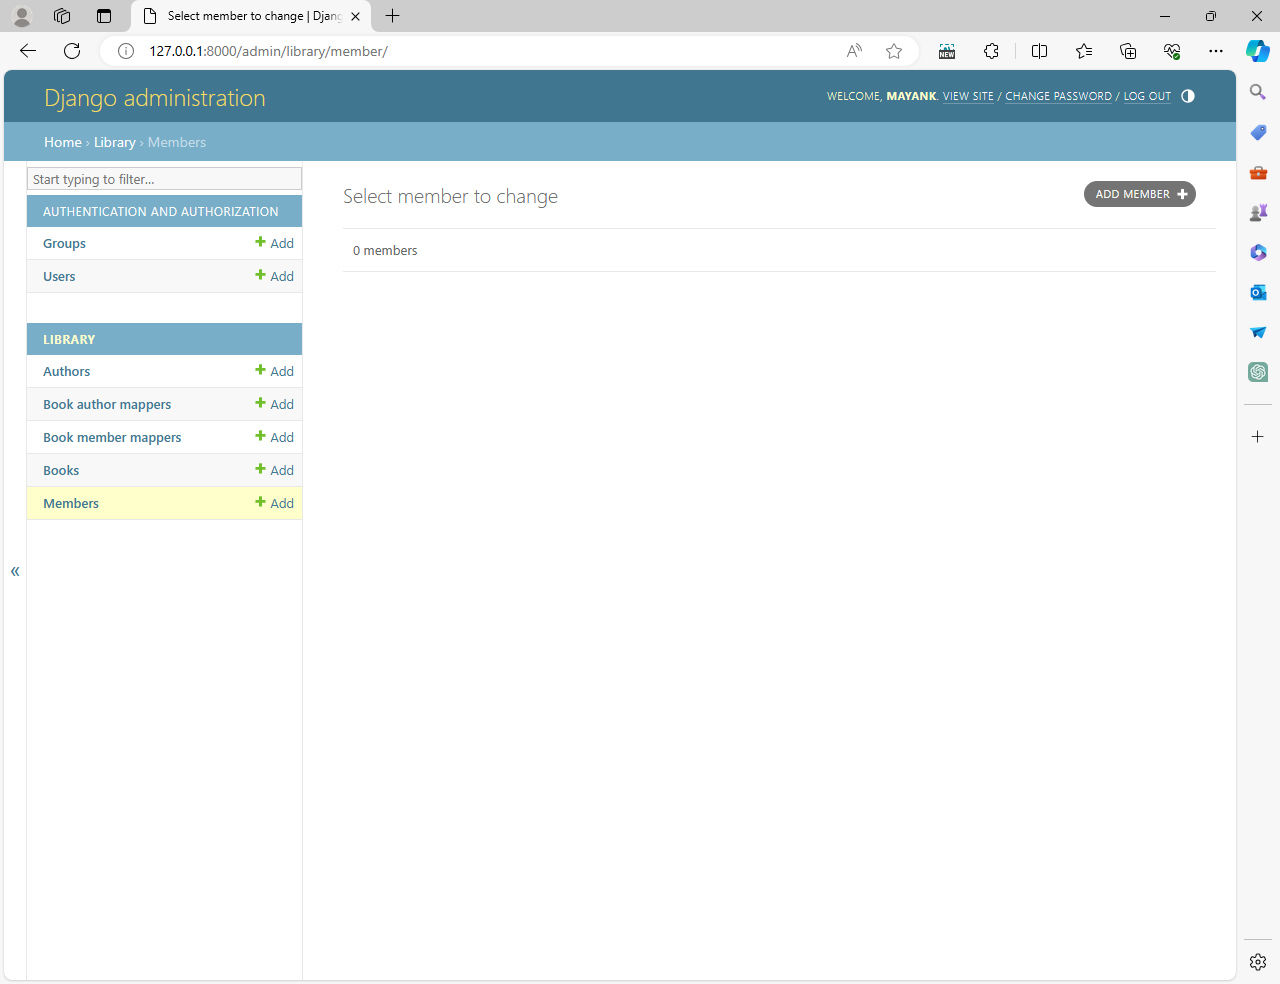 Select member to change | Djang
127.0.0.1:8000/admin/library/member/
NEW
Django administration
WELCOME, MAYANK. VIEW SITE / CHANGE PASSWORD / LOG OUT
Home › Library › Members
Start typing to filter...
AUTHENTICATION AND AUTHORIZATION
Groups Add
Users Add
LIBRARY
Authors Add
Book author mappers Add
Book member mappers Add
Books Add
Members Add
«
Select member to change
ADD MEMBER
0 members